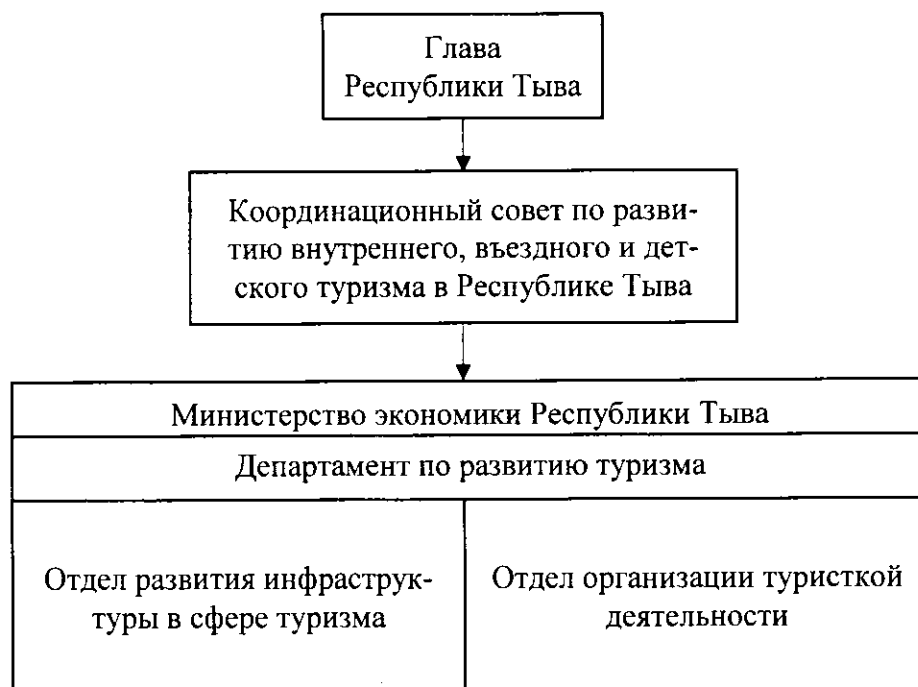 Глава
Республики Тыва
Координационный совет по разви-
тию внутреннего, въездного и дет-
ского туризма в Республике Тыва
Министерство экономики Республики Тыва
Департамент по развитию туризма
Отдел развития инфраструк-
туры в сфере туризма
Отдел организации туристкой
деятельности